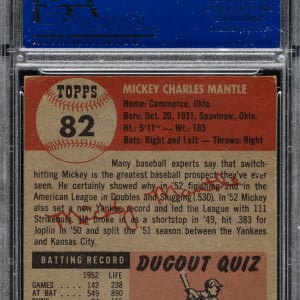 TOPPS
82
MICKEY CHARLES MANTLE
Home: Commerce, Okla.
Born: Oct. 20, 1931, Spavinaw, Okla.
Ht.: 5'11" — Wt.: 185
Bats: Right and Left — Throws: Right
Many baseball experts say that switch-
hitting Mickey is the greatest baseball prospect they've ever
seen. He certainly showed why in '52 finishing 2nd in the
American League in Doubles and Slugging (.530). In '52 Mickey
also set a new Yankee Record and led the League with 111
Strikeouts. He broke in as a shortstop in '49, hit .383 for
Joplin in '50 and split the '51 season between the Yankees
and Kansas City.
Mickey Mantle
BATTING RECORD
1952 LIFE
GAMES 142 238
AT BAT 549 890
DUGOUT QUIZ